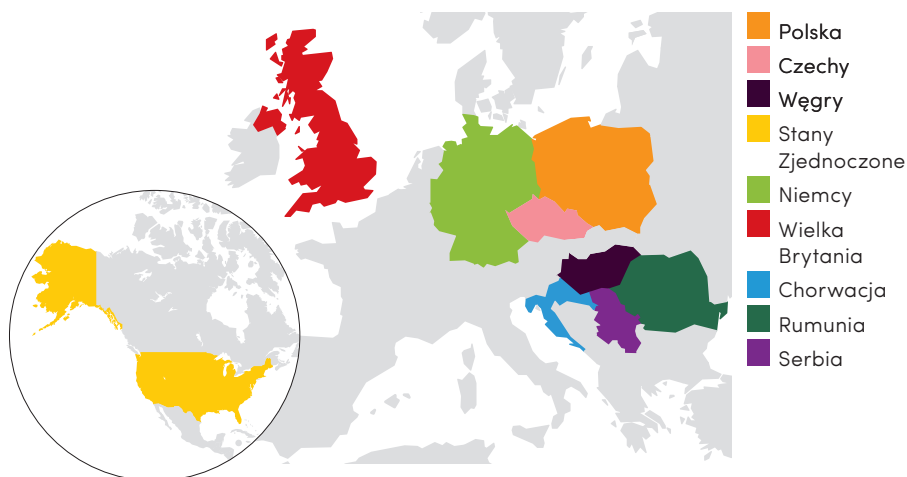 Polska
Czechy
Węgry
Stany
Zjednoczone
Niemcy
Wielka
Brytania
Chorwacja
Rumunia
Serbia